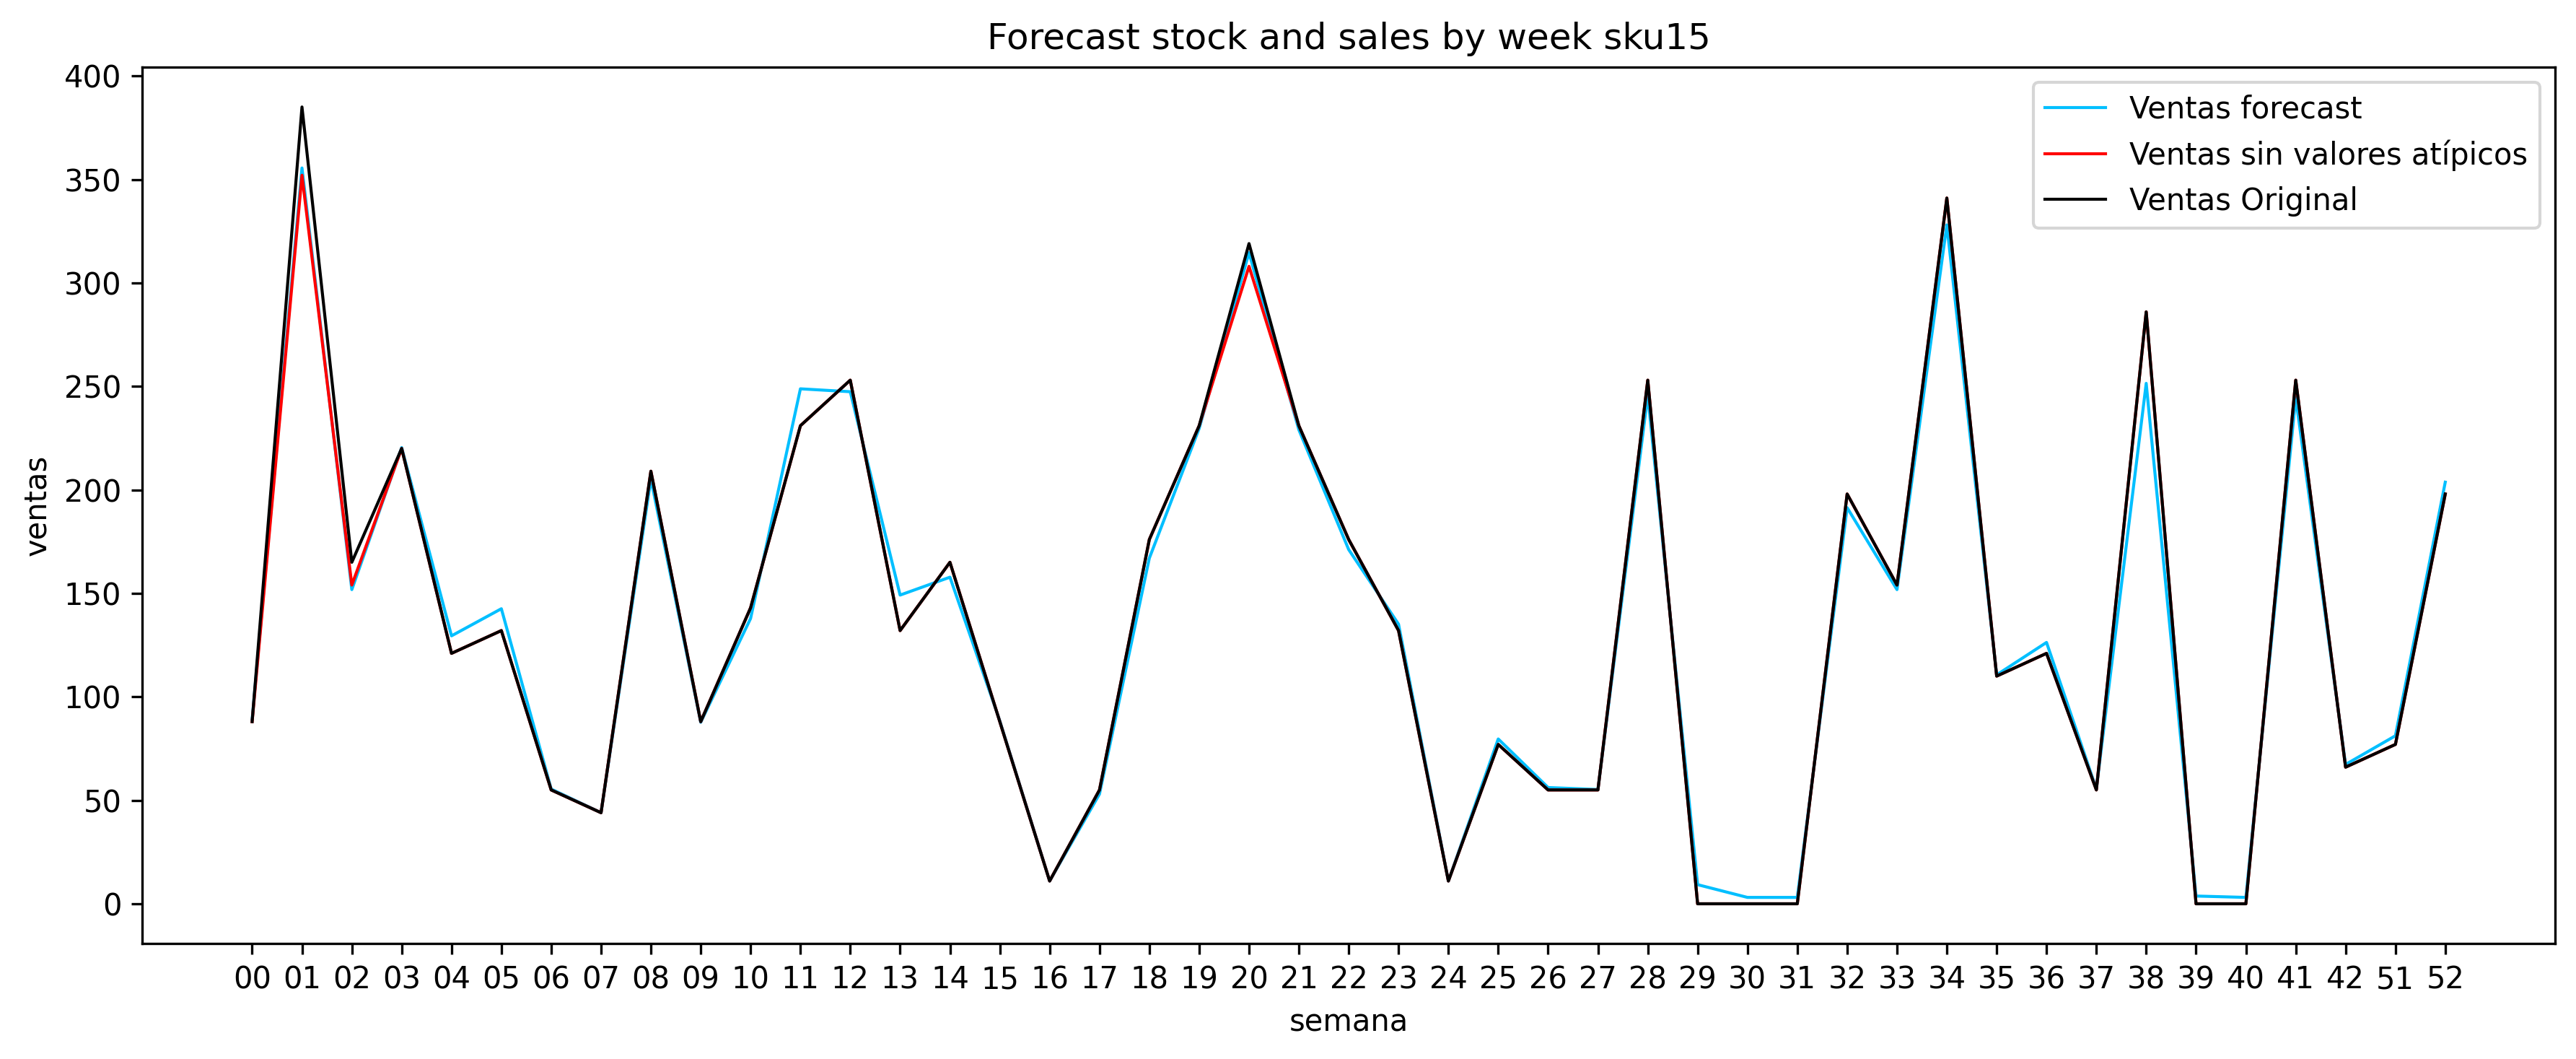 Forecast stock and sales by week sku15
Ventas forecast
Ventas sin valores atípicos
Ventas Original
400
350
300
250
200
150
100
50
0
ventas
00 01 02 03 04 05 06 07 08 09 10 11 12 13 14 15 16 17 18 19 20 21 22 23 24 25 26 27 28 29 30 31 32 33 34 35 36 37 38 39 40 41 42 51 52
semana